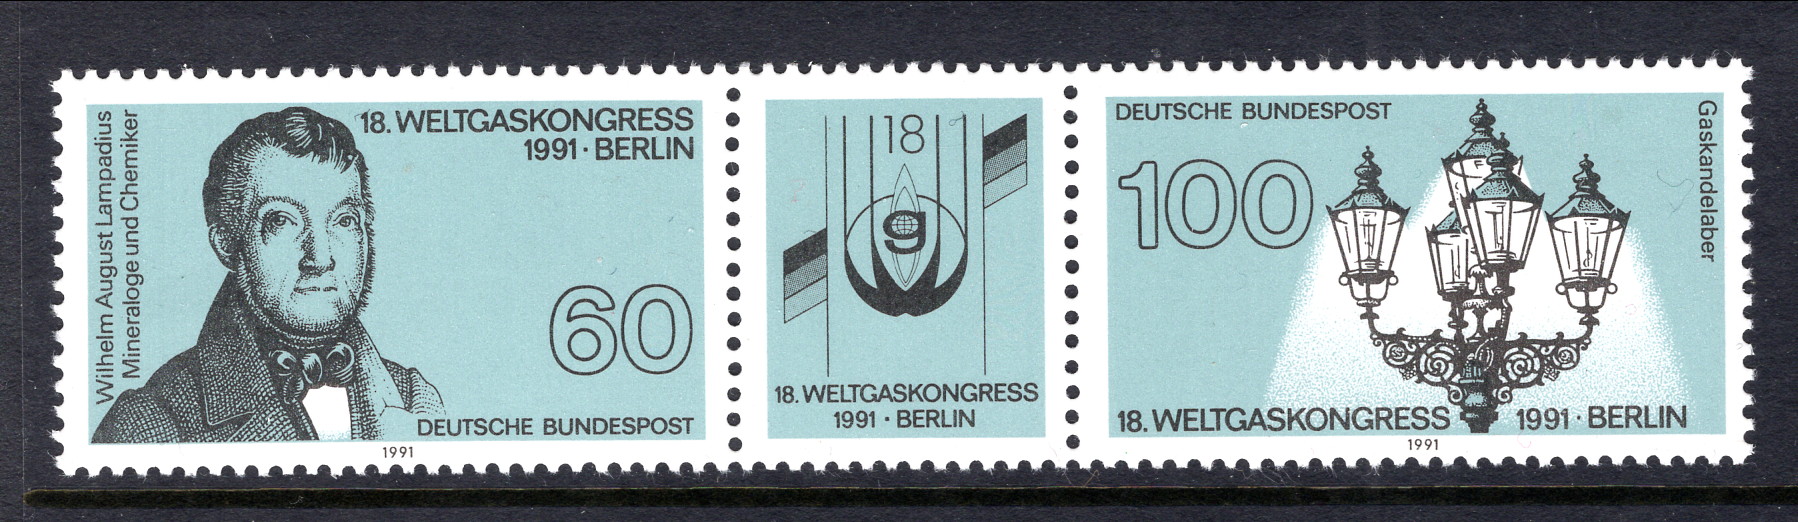 Wilhelm August Lampadius
Mineraloge und Chemiker
18. WELTGASKONGRESS
1991 · BERLIN
60
DEUTSCHE BUNDESPOST
1991
18
g
18. WELTGASKONGRESS
1991 · BERLIN
DEUTSCHE BUNDESPOST
100
Gaskandelaber
18. WELTGASKONGRESS 1991 · BERLIN
1991